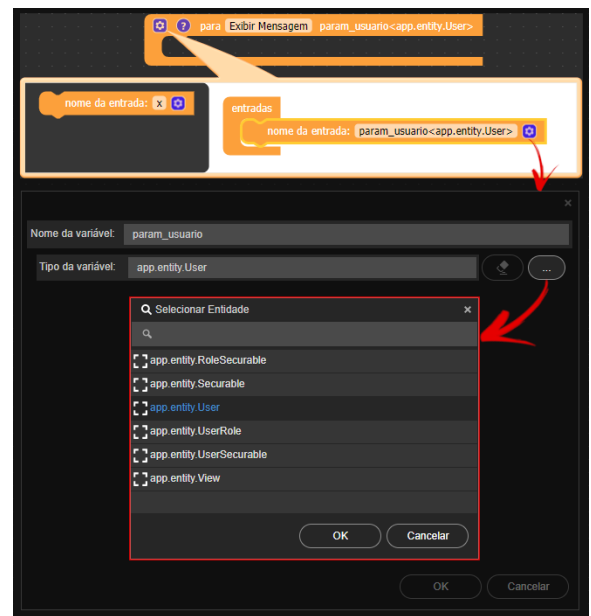 ? para Exibir Mensagem param_usuario<app.entity.User>
nome da entrada: x
entradas
nome da entrada: param_usuario<app.entity.User>
×
Nome da variável: param_usuario
Tipo da variável: app.entity.User ...
Selecionar Entidade ×
app.entity.RoleSecurable
app.entity.Securable
app.entity.User
app.entity.UserRole
app.entity.UserSecurable
app.entity.View
OK Cancelar
OK Cancelar